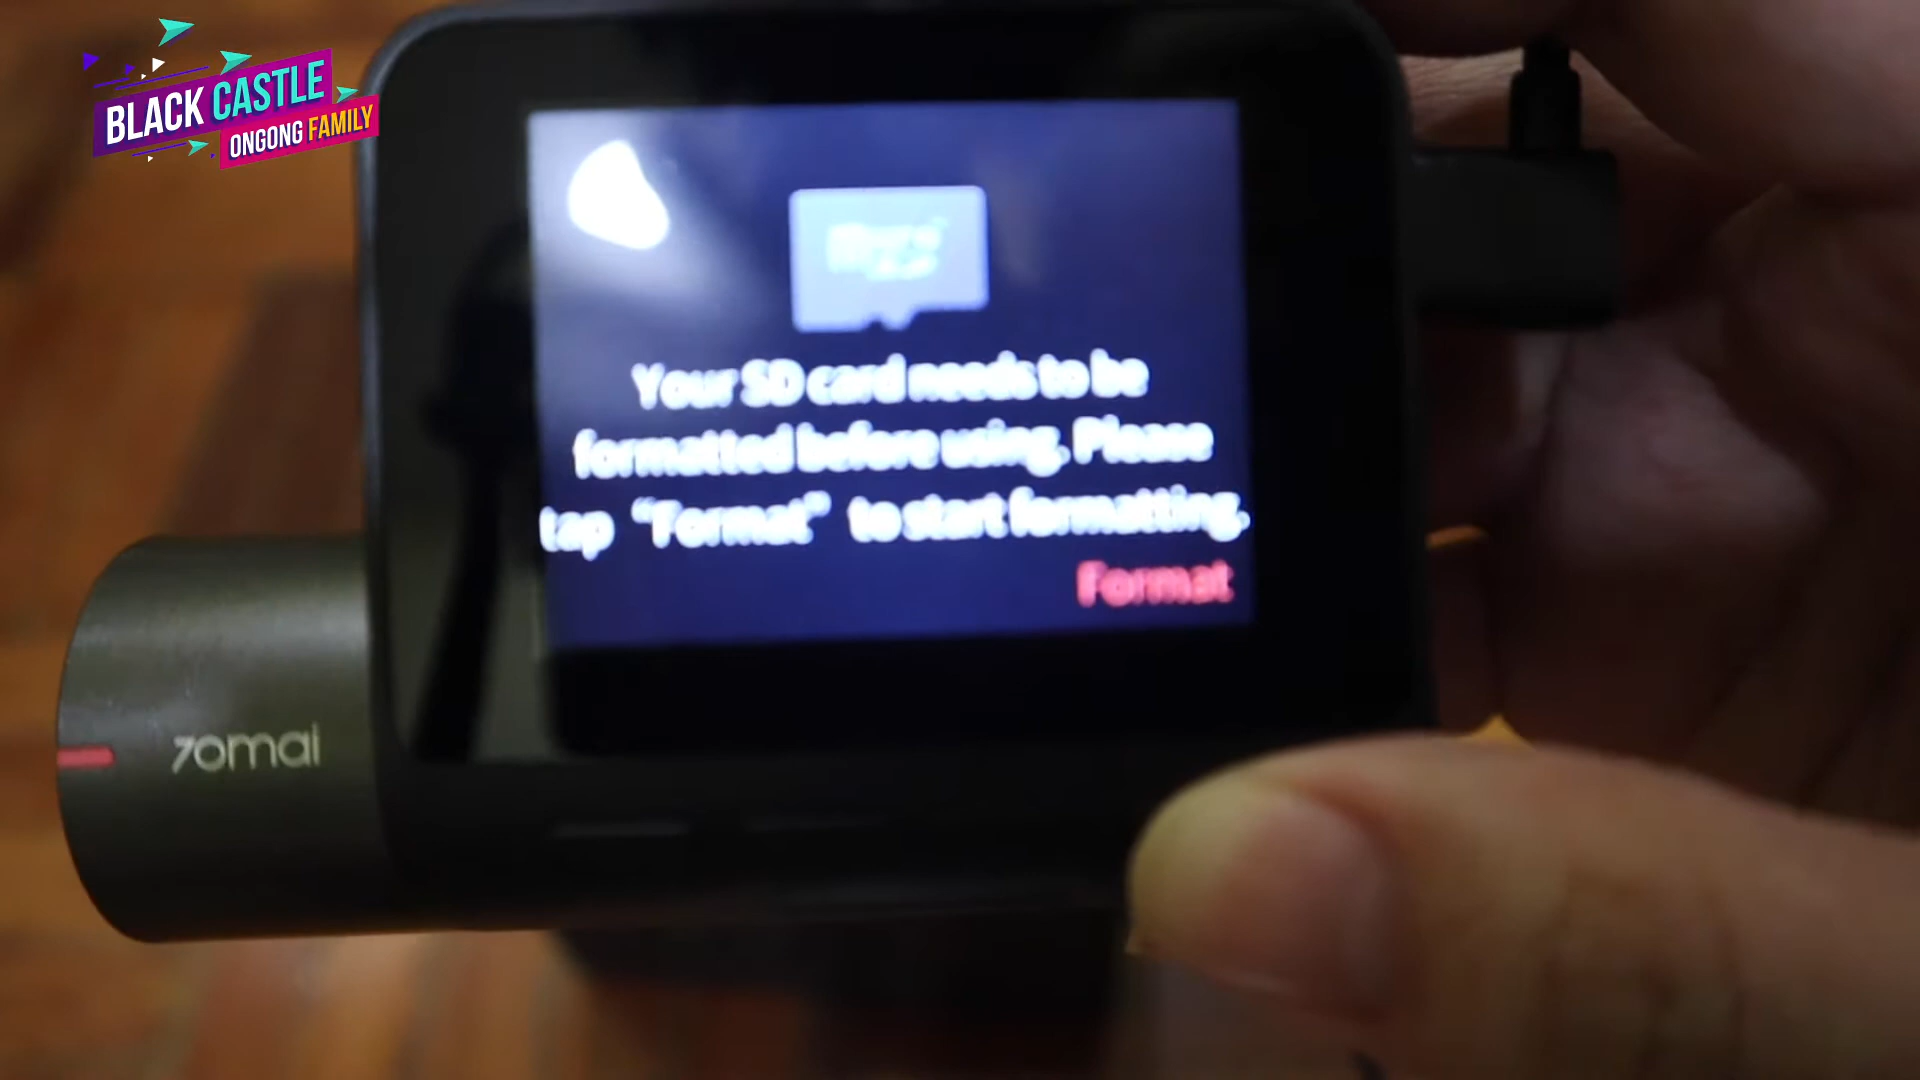 BLACK CASTLE
ONGONG FAMILY
Your SD card needs to be
formatted before using. Please
tap “Format” to start formatting.
Format
70mai